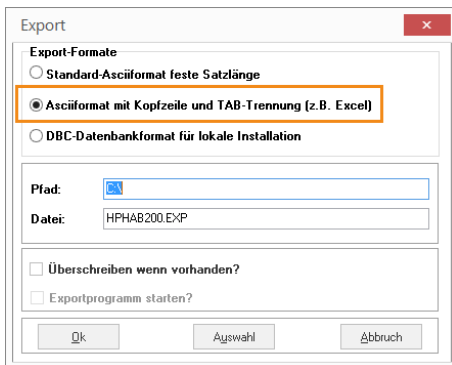 Export
Export-Formate
Standard-Asciiformat feste Satzlänge
Asciiformat mit Kopfzeile und TAB-Trennung (z.B. Excel)
DBC-Datenbankformat für lokale Installation
Pfad: C:\
Datei: HPHAB200.EXP
Überschreiben wenn vorhanden?
Exportprogramm starten?
Ok Auswahl Abbruch